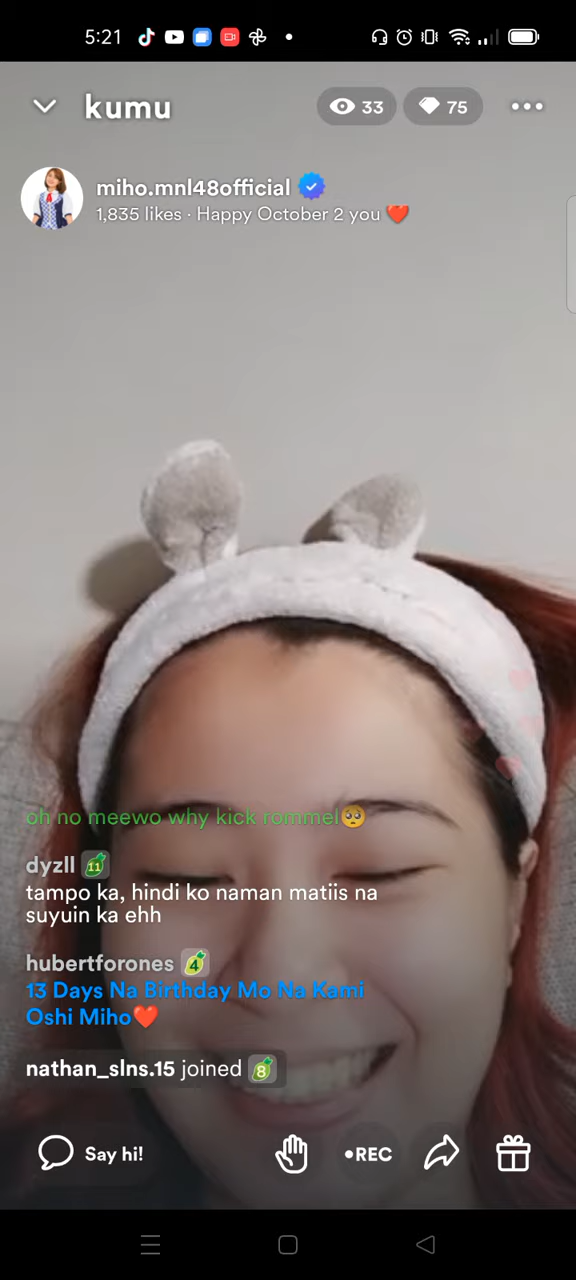 5:21
kumu
33
75
miho.mnl48official
1,835 likes · Happy October 2 you ❤️
oh no meewo why kick rommel🥺
dyzll 11
tampo ka, hindi ko naman matiis na
suyuin ka ehh
hubertforones 4
13 Days Na Birthday Mo Na Kami
Oshi Miho❤️
nathan_slns.15 joined 8
Say hi!
•REC